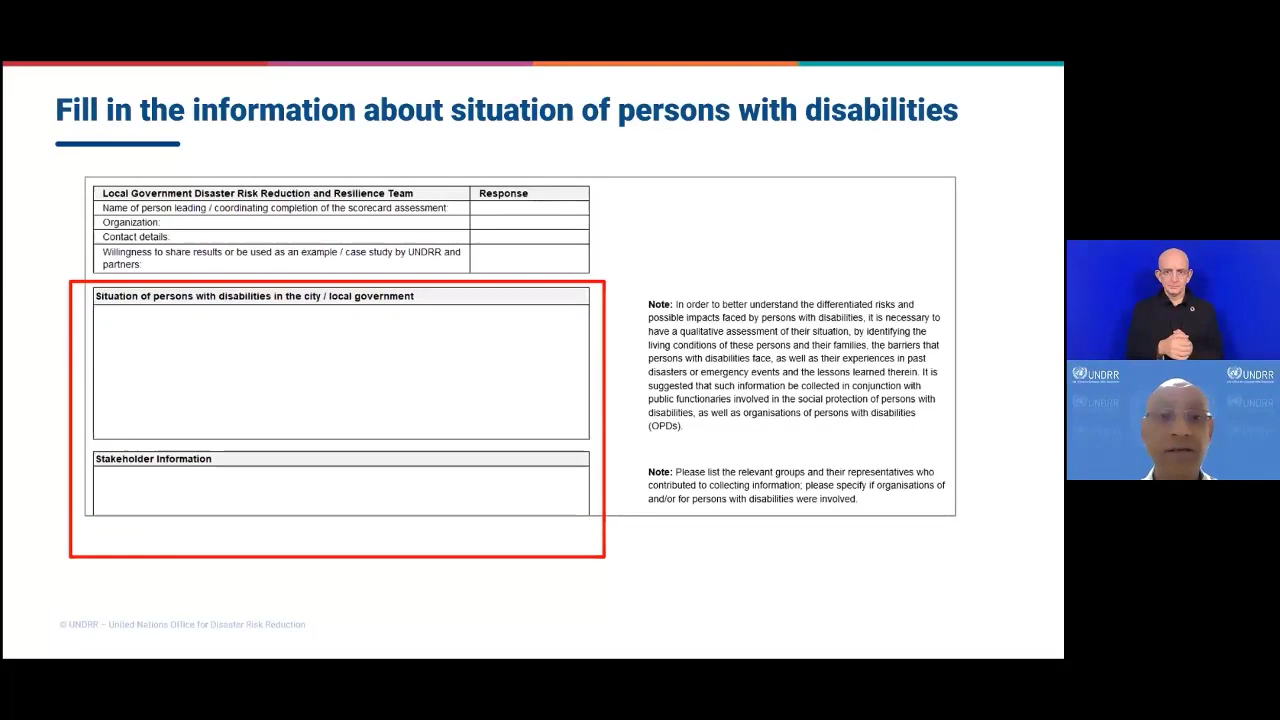 Fill in the information about situation of persons with disabilities
Local Government Disaster Risk Reduction and Resilience Team
Response
Name of person leading / coordinating completion of the scorecard assessment:
Organization:
Contact details:
Willingness to share results or be used as an example / case study by UNDRR and
partners:
Situation of persons with disabilities in the city / local government
Note: In order to better understand the differentiated risks and
possible impacts faced by persons with disabilities, it is necessary to
have a qualitative assessment of their situation, by identifying the
living conditions of these persons and their families, the barriers that
persons with disabilities face, as well as their experiences in past
disasters or emergency events and the lessons learned therein. It is
suggested that such information be collected in conjunction with
public functionaries involved in the social protection of persons with
disabilities, as well as organisations of persons with disabilities
(OPDs).
Stakeholder Information
Note: Please list the relevant groups and their representatives who
contributed to collecting information; please specify if organisations of
and/or for persons with disabilities were involved.
© UNDRR – United Nations Office for Disaster Risk Reduction
UNDRR
UNDRR
UNDRR
UNDRR